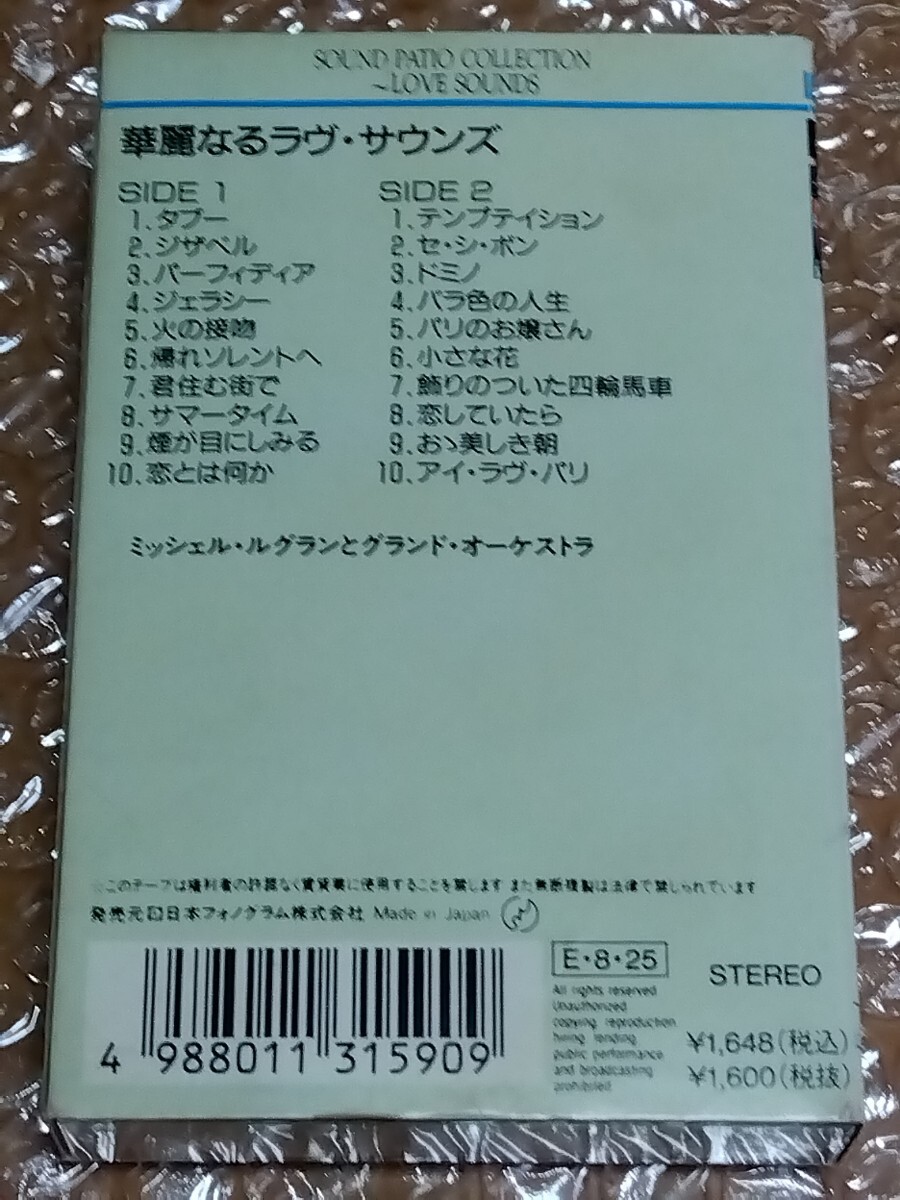 SOUND PATIO COLLECTION
~LOVE SOUNDS
華麗なるラヴ・サウンズ
SIDE 1
1.タブー
2.ジザベル
3.パーフィディア
4.ジェラシー
5.火の接吻
6.帰れソレントへ
7.君住む街で
8.サマータイム
9.煙が目にしみる
10.恋とは何か
SIDE 2
1.テンプテイション
2.セ・シ・ボン
3.ドミノ
4.バラ色の人生
5.パリのお嬢さん
6.小さな花
7.飾りのついた四輪馬車
8.恋していたら
9.おゝ美しき朝
10.アイ・ラヴ・パリ
ミッシェル・ルグランとグランド・オーケストラ
☆このテープは権利者の許諾なく賃貸業に使用することを禁します また無断複製は法律で禁しられています
発売元 日本フォノグラム株式会社 Made in Japan
4 988011 315909
E・8・25
All rights reserved
Unauthorized
copying reproduction
hiring lending
public performance
and broadcasting
prohibited
STEREO
¥1,648(税込)
¥1,600(税抜)